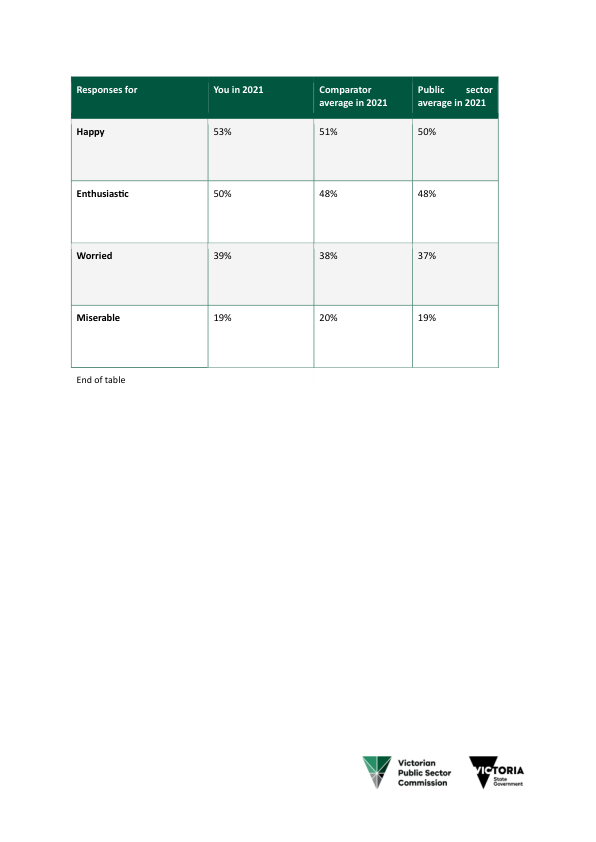 Responses for You in 2021 Comparator average in 2021 Public sector average in 2021
Happy 53% 51% 50%
Enthusiastic 50% 48% 48%
Worried 39% 38% 37%
Miserable 19% 20% 19%
End of table
Victorian
Public Sector
Commission
VICTORIA
State
Government